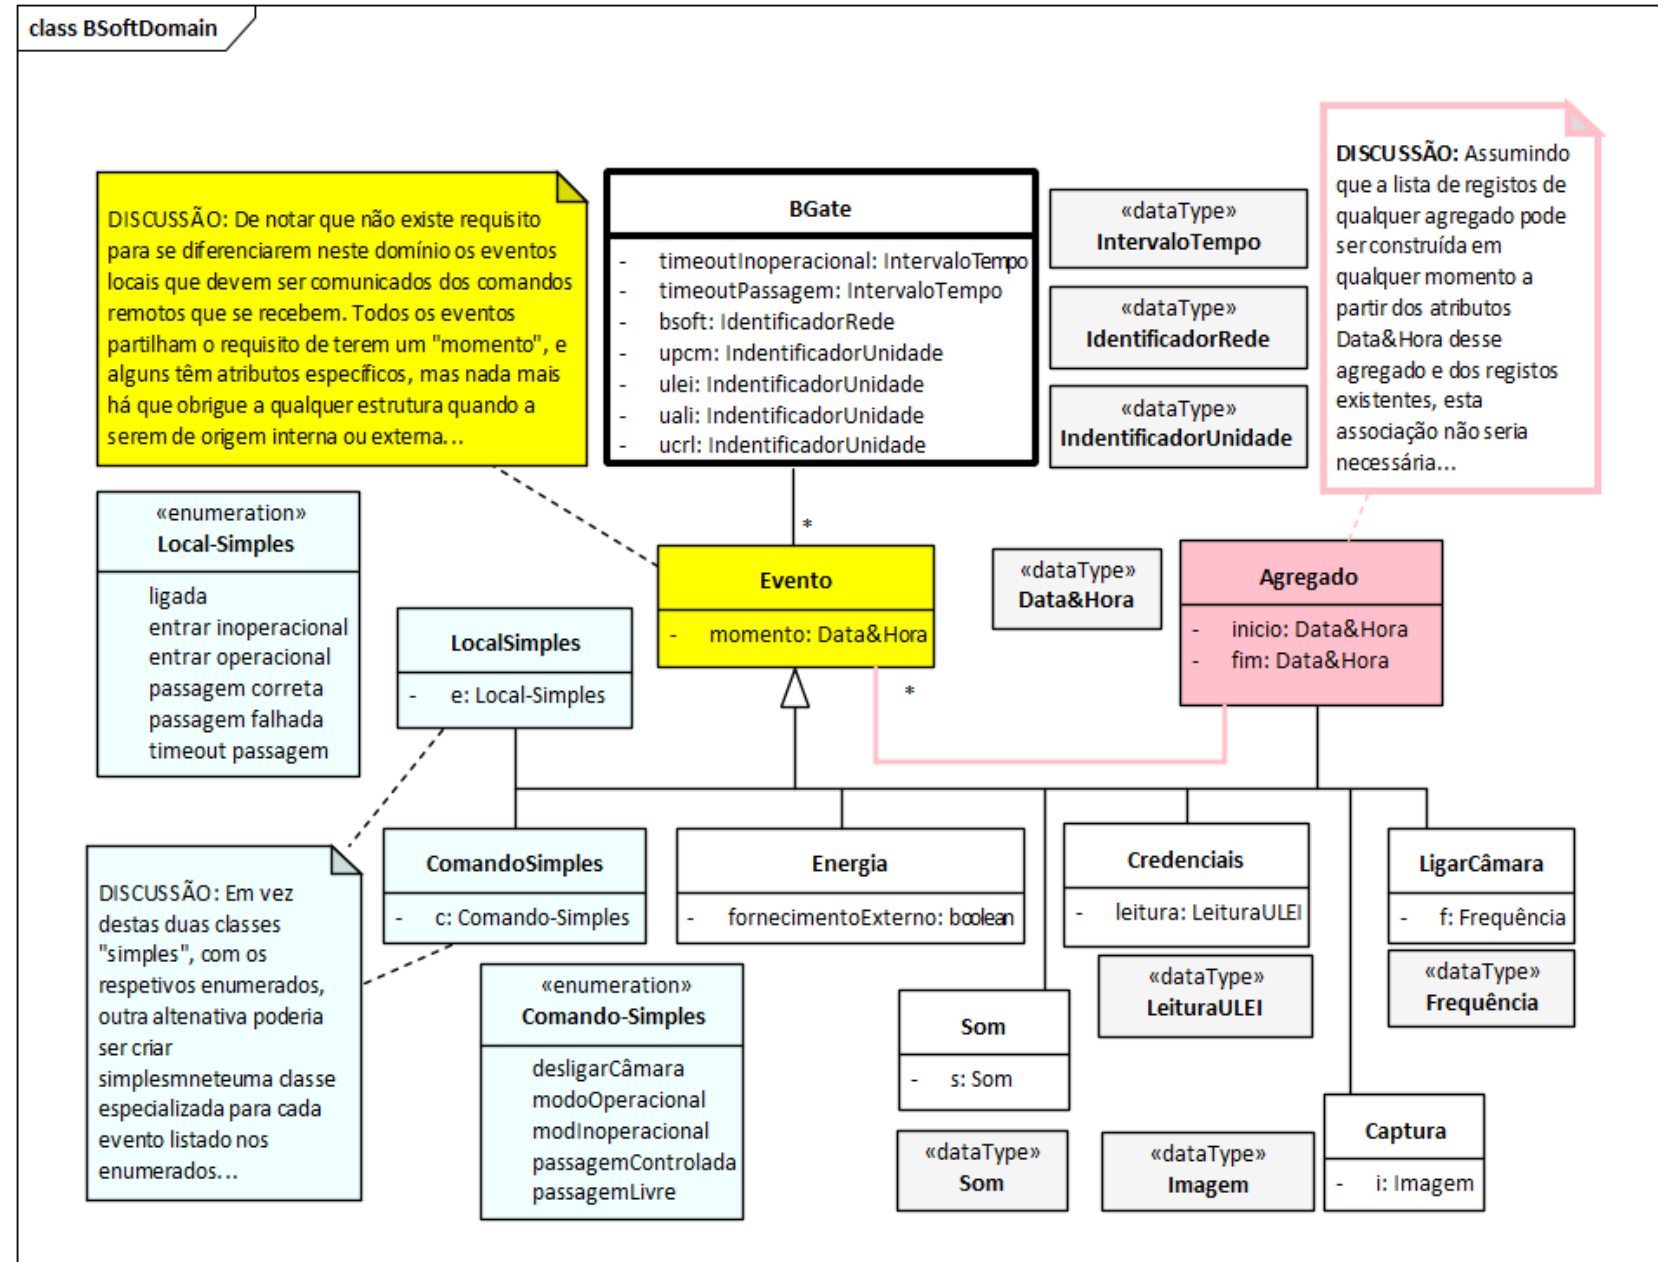 class BSoftDomain
DISCUSSÃO: De notar que não existe requisito
para se diferenciarem neste domínio os eventos
locais que devem ser comunicados dos comandos
remotos que se recebem. Todos os eventos
partilham o requisito de terem um "momento", e
alguns têm atributos específicos, mas nada mais
há que obrigue a qualquer estrutura quando a
serem de origem interna ou externa...
BGate
- timeoutInoperacional: IntervaloTempo
- timeoutPassagem: IntervaloTempo
- bsoft: IdentificadorRede
- upcm: IndentificadorUnidade
- ulei: IndentificadorUnidade
- uali: IndentificadorUnidade
- ucrl: IndentificadorUnidade
«dataType»
IntervaloTempo
«dataType»
IdentificadorRede
«dataType»
IndentificadorUnidade
DISCUSSÃO: Assumindo
que a lista de registos de
qualquer agregado pode
ser construída em
qualquer momento a
partir dos atributos
Data&Hora desse
agregado e dos registos
existentes, esta
associação não seria
necessária...
«enumeration»
Local-Simples
ligada
entrar inoperacional
entrar operacional
passagem correta
passagem falhada
timeout passagem
LocalSimples
- e: Local-Simples
*
Evento
- momento: Data&Hora
*
«dataType»
Data&Hora
Agregado
- inicio: Data&Hora
- fim: Data&Hora
DISCUSSÃO: Em vez
destas duas classes
"simples", com os
respetivos enumerados,
outra altenativa poderia
ser criar
simplesmneteuma classe
especializada para cada
evento listado nos
enumerados...
ComandoSimples
- c: Comando-Simples
«enumeration»
Comando-Simples
desligarCâmara
modoOperacional
modInoperacional
passagemControlada
passagemLivre
Energia
- fornecimentoExterno: boolean
Credenciais
- leitura: LeituraULEI
«dataType»
LeituraULEI
LigarCâmara
- f: Frequência
«dataType»
Frequência
Som
- s: Som
«dataType»
Som
«dataType»
Imagem
Captura
- i: Imagem